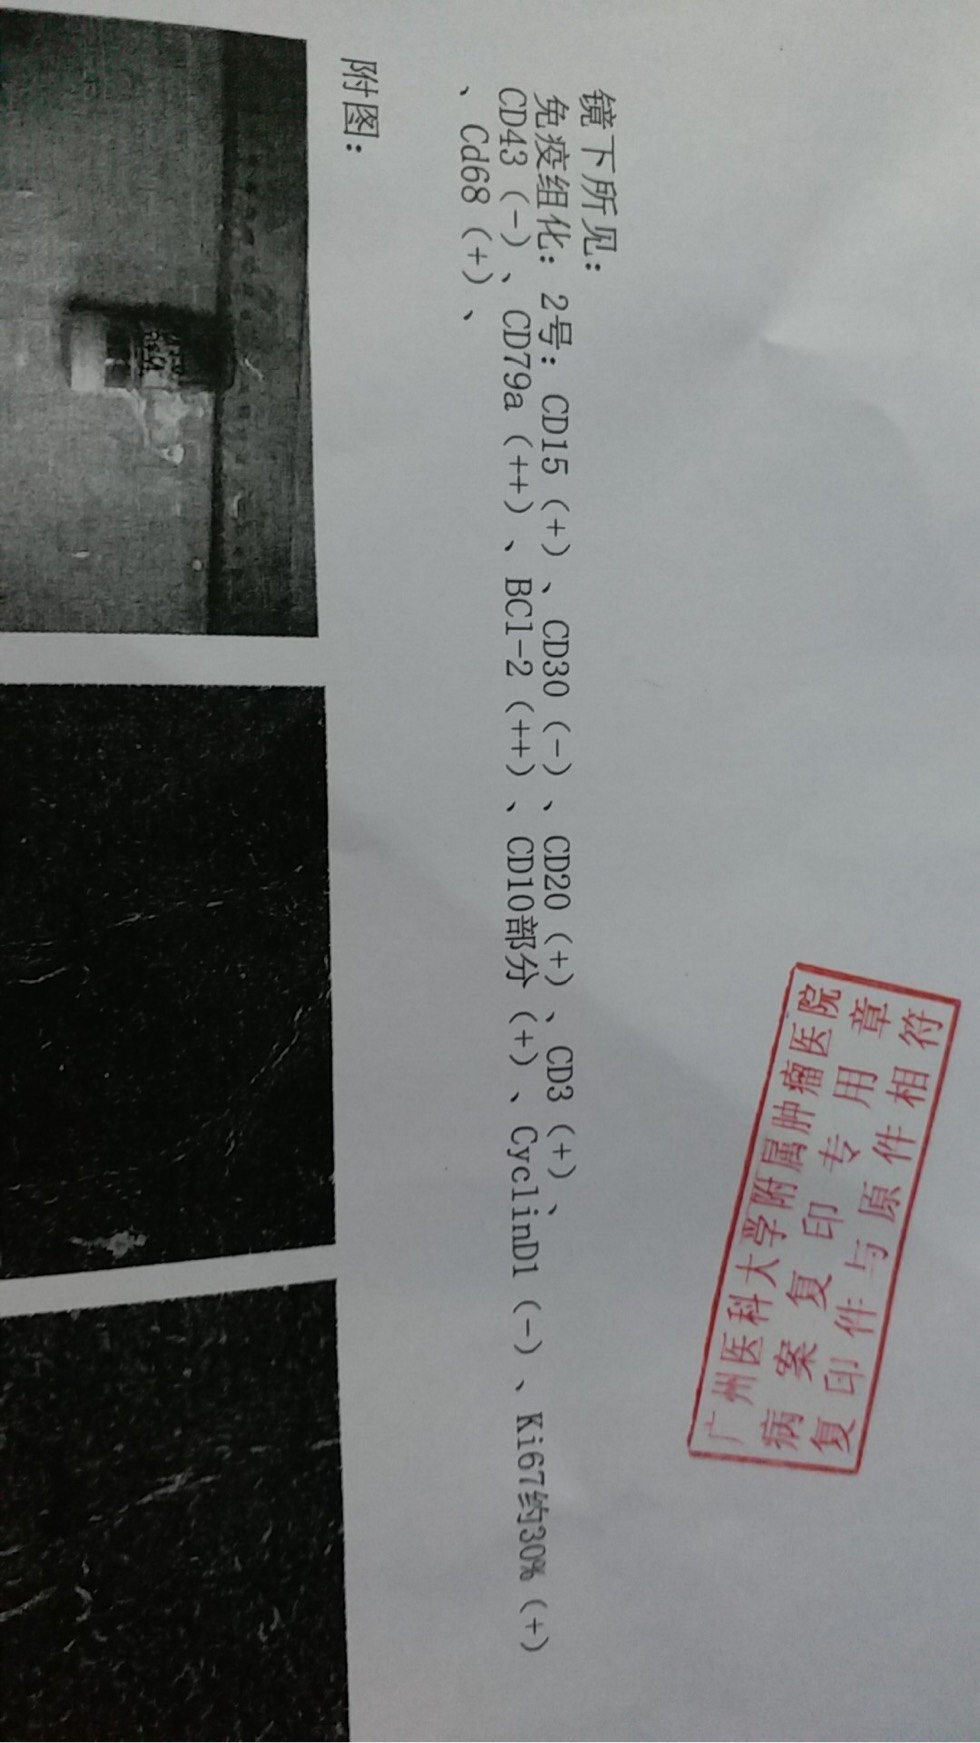 广州医科大学附属肿瘤医院
病案复印专用章
复印件与原件相符
镜下所见：
免疫组化：2号：CD15（+）、CD30（-）、CD20（+）、CD3（+）、
CD43（-）、CD79a（++）、BCl-2（++）、CD10部分（+）、CyclinD1（-）、Ki67约30%（+）
、Cd68（+）、
附图：